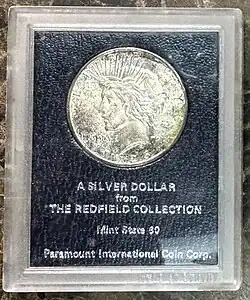 A SILVER DOLLAR
from
THE REDFIELD COLLECTION
Mint State 60
Paramount International Coin Corp.